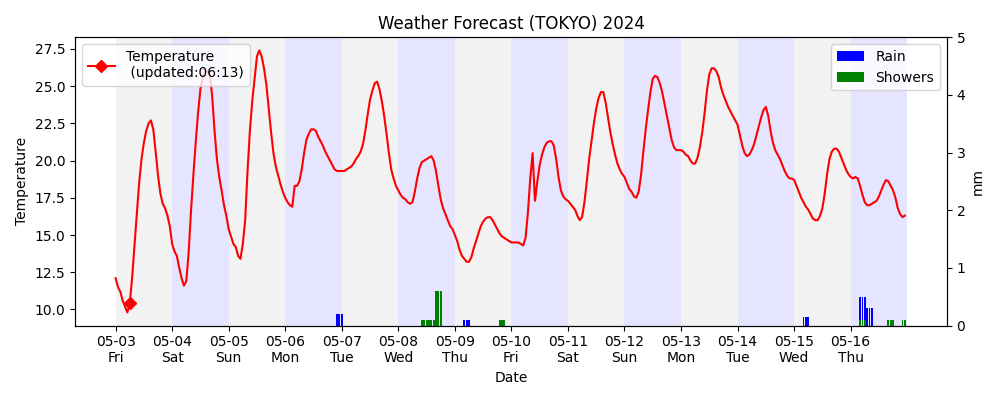 Weather Forecast (TOKYO) 2024
Temperature
(updated:06:13)
Rain
Showers
27.5
25.0
22.5
20.0
17.5
15.0
12.5
10.0
Temperature
5
4
3
2
1
0
mm
05-03 05-04 05-05 05-06 05-07 05-08 05-09 05-10 05-11 05-12 05-13 05-14 05-15 05-16
Fri Sat Sun Mon Tue Wed Thu Fri Sat Sun Mon Tue Wed Thu
Date